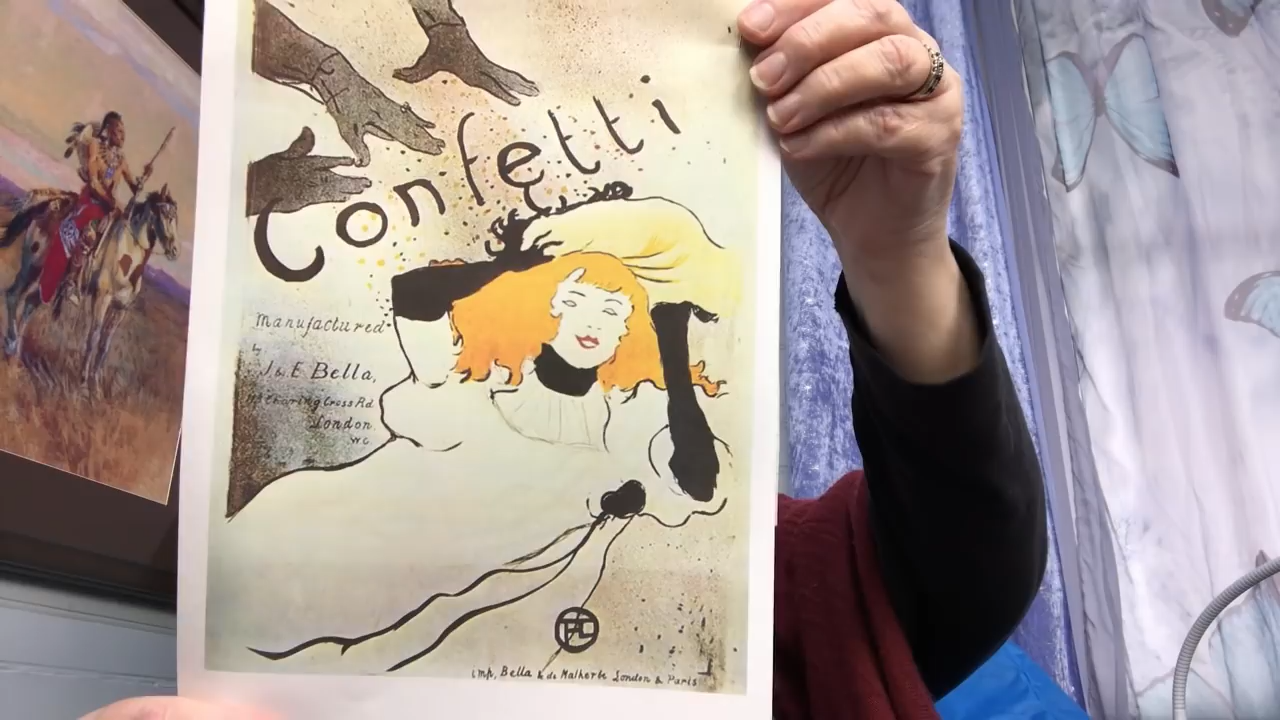 Confetti
Manufactured
by
J & E Bella,
Charing Cross Rd
London.
W.C.
imp, Bella & de Malherbe London & Paris